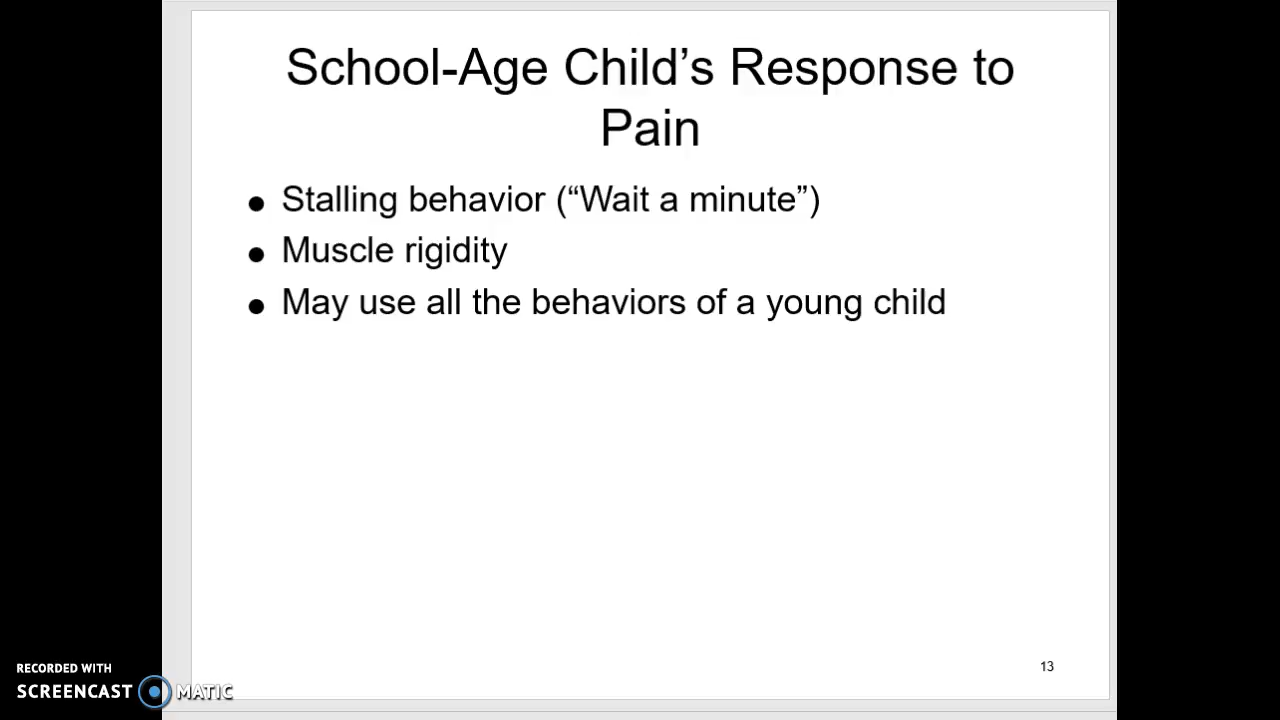 School-Age Child’s Response to
Pain
● Stalling behavior (“Wait a minute”)
● Muscle rigidity
● May use all the behaviors of a young child
13
RECORDED WITH
SCREENCAST MATIC